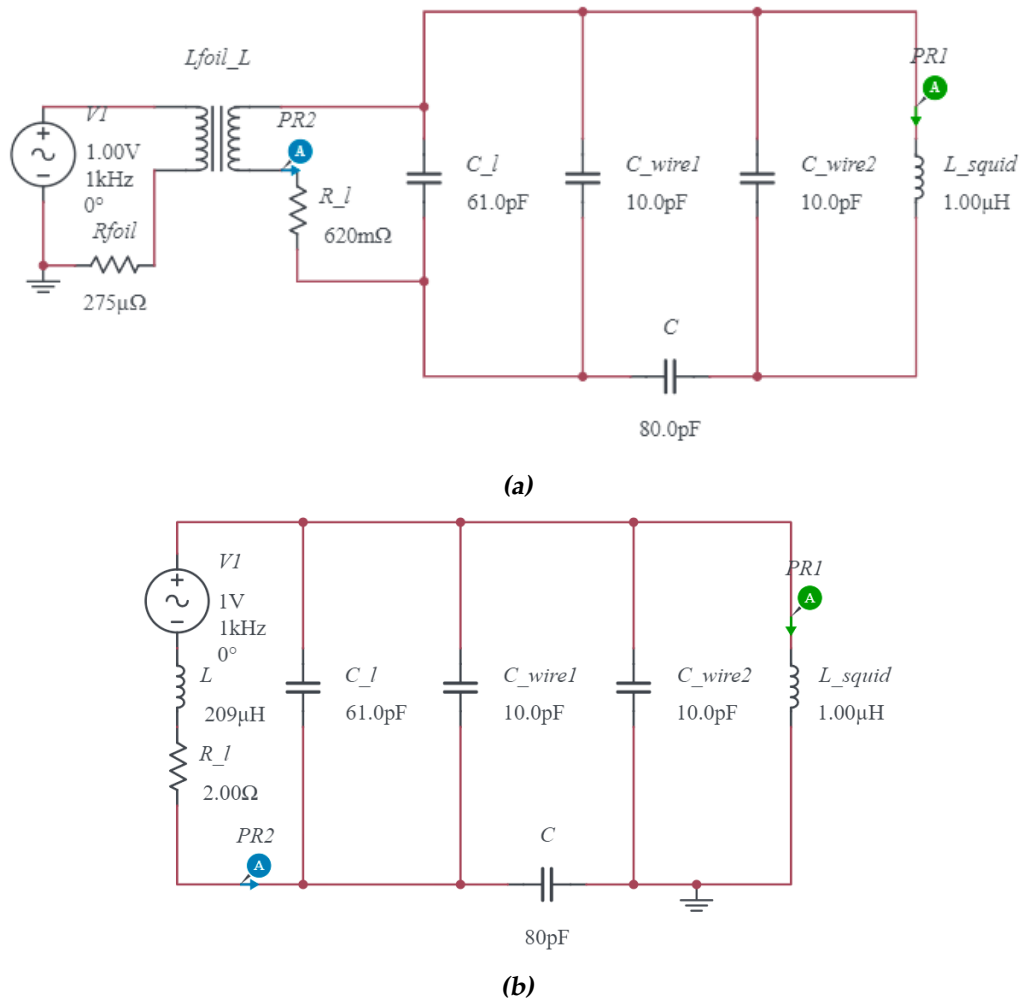 Lfoil_L
PR1
V1
PR2
A
A
1.00V
1kHz
0°
C_l
C_wire1
C_wire2
L_squid
R_l
61.0pF
10.0pF
10.0pF
1.00µH
Rfoil
620mΩ
275µΩ
C
80.0pF
(a)
V1
PR1
A
1V
1kHz
0°
L
C_l
C_wire1
C_wire2
L_squid
209µH
61.0pF
10.0pF
10.0pF
1.00µH
R_l
2.00Ω
PR2
A
C
80pF
(b)